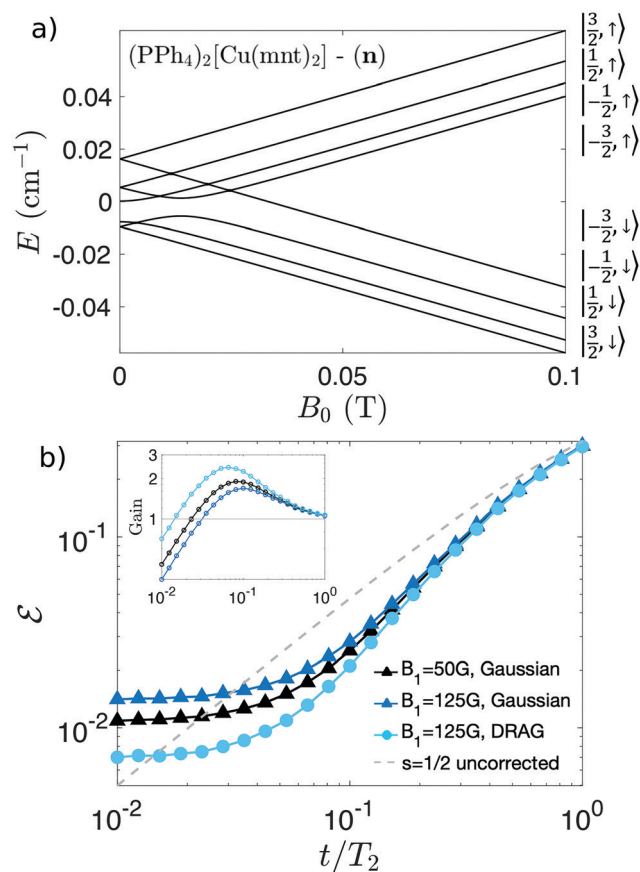 a)
(PPh₄)₂[Cu(mnt)₂] - (n)
E (cm⁻¹)
0.04
0.02
0
-0.02
-0.04
0
0.05
0.1
B₀ (T)
|3/2, ↑⟩
|1/2, ↑⟩
|-1/2, ↑⟩
|-3/2, ↑⟩
|-3/2, ↓⟩
|-1/2, ↓⟩
|1/2, ↓⟩
|3/2, ↓⟩
b)
Gain
3
2
1
10⁻²
10⁻¹
1
ℰ
10⁻¹
10⁻²
B₁=50G, Gaussian
B₁=125G, Gaussian
B₁=125G, DRAG
s=1/2 uncorrected
10⁻²
10⁻¹
10⁰
t/T₂